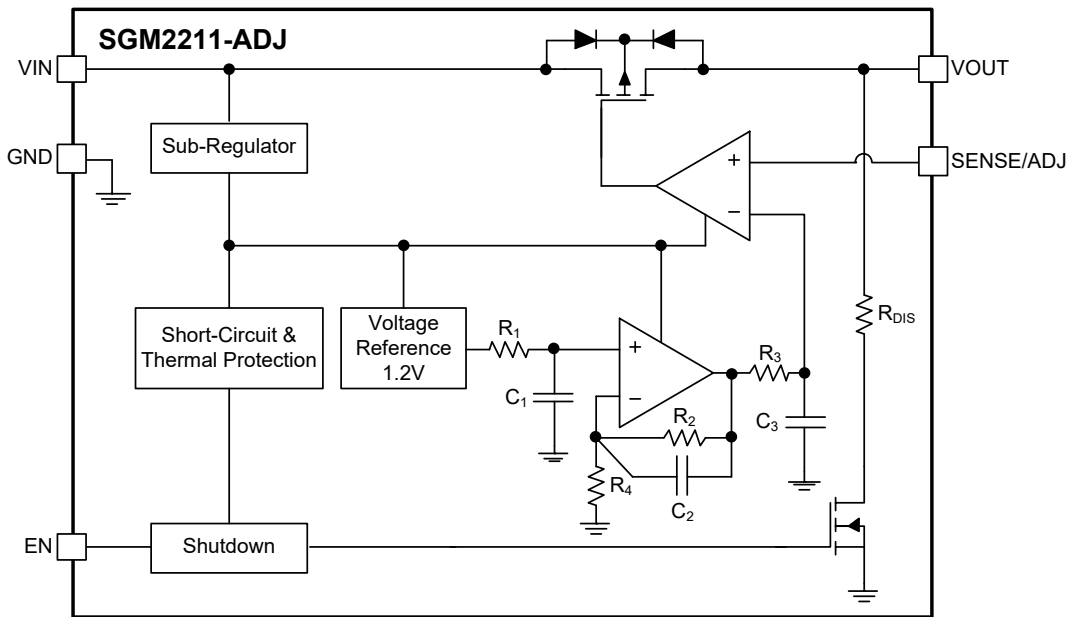 SGM2211-ADJ
VIN
VOUT
GND
Sub-Regulator
+
−
SENSE/ADJ
Short-Circuit &
Thermal Protection
Voltage
Reference
1.2V
R1
C1
+
−
R2
C2
R4
R3
C3
RDIS
EN
Shutdown